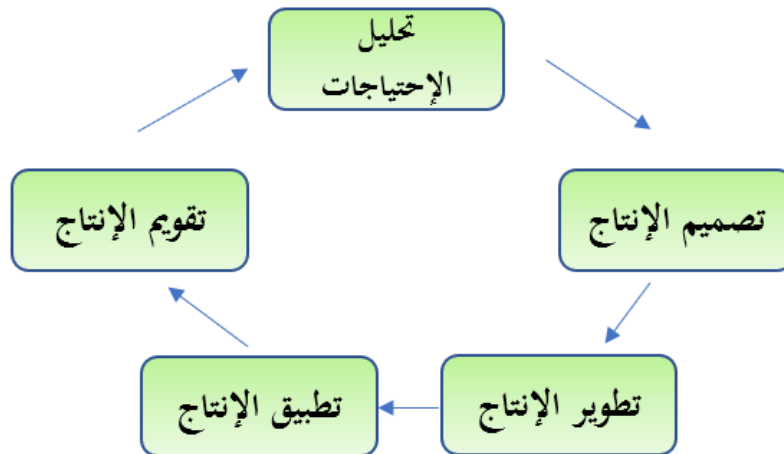 تحليل
الإحتياجات
تصميم الإنتاج
تطوير الإنتاج
تطبيق الإنتاج
تقويم الإنتاج